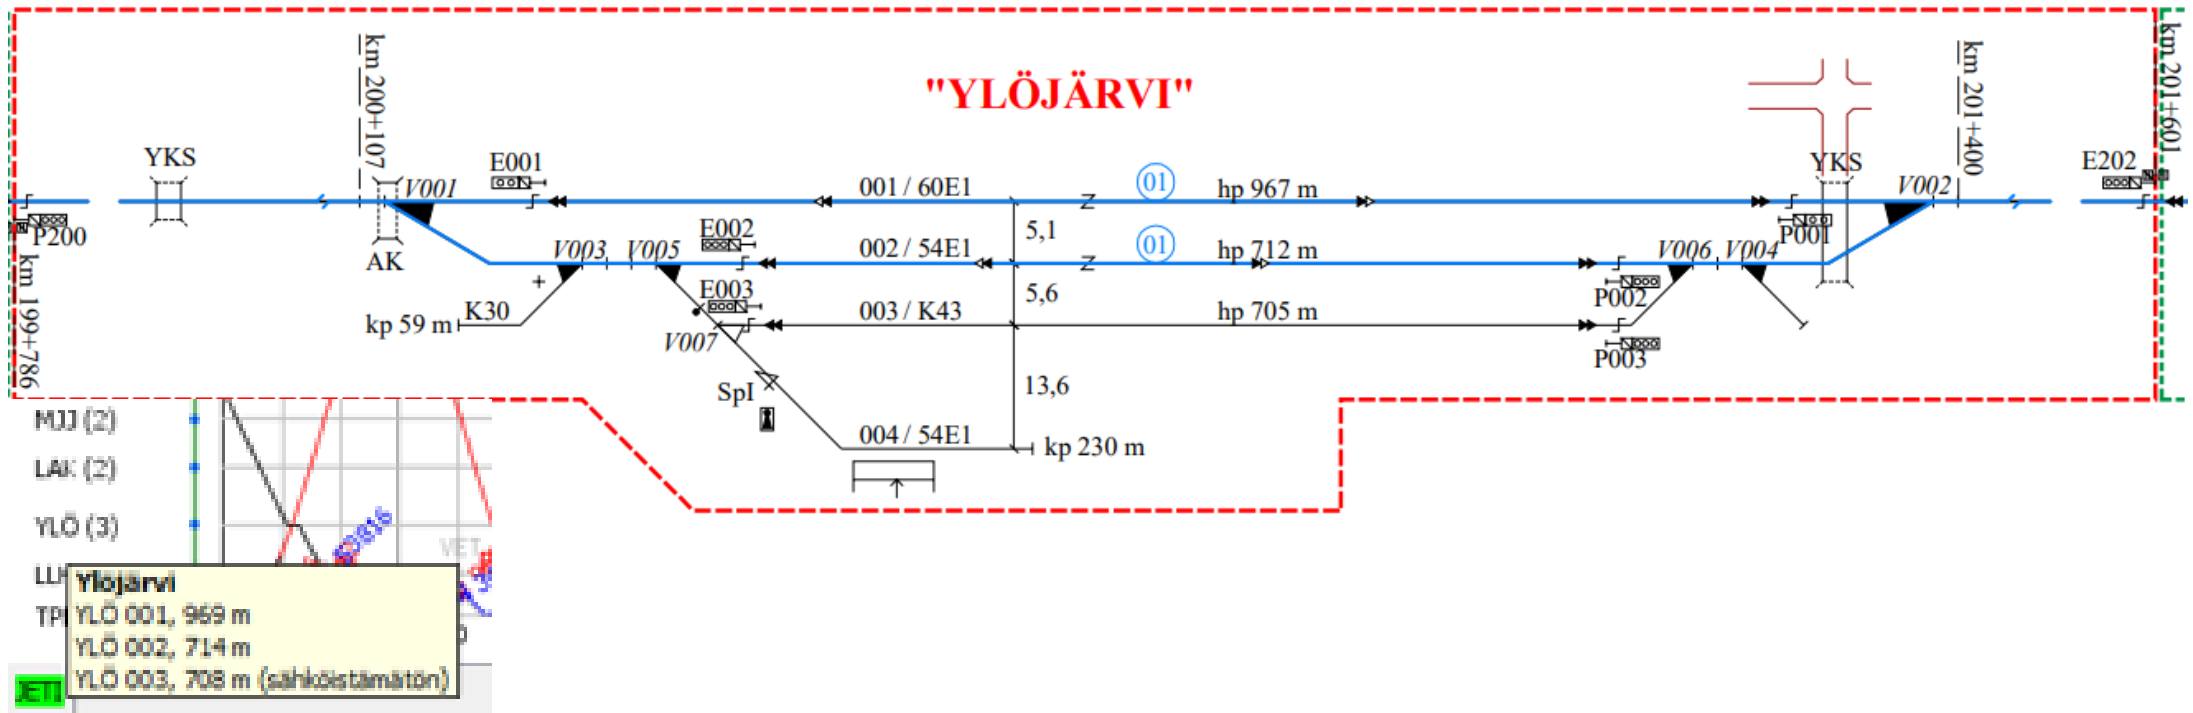 "YLÖJÄRVI"
km 200+107
km 201+400
km 201+601
YKS
E001
V001
001 / 60E1
01
hp 967 m
YKS
V002
E202
P200
AK
V003
V005
E002
002 / 54E1
5,1
01
hp 712 m
P001
V006
V004
km 199+786
kp 59 m
K30
E003
V007
003 / K43
5,6
hp 705 m
P002
P003
SpI
13,6
004 / 54E1
kp 230 m
MJJ (2)
LAK (2)
YLÖ (3)
VET
Ylöjärvi
YLÖ 001, 969 m
YLÖ 002, 714 m
YLÖ 003, 708 m (sähköistämätön)
JETI